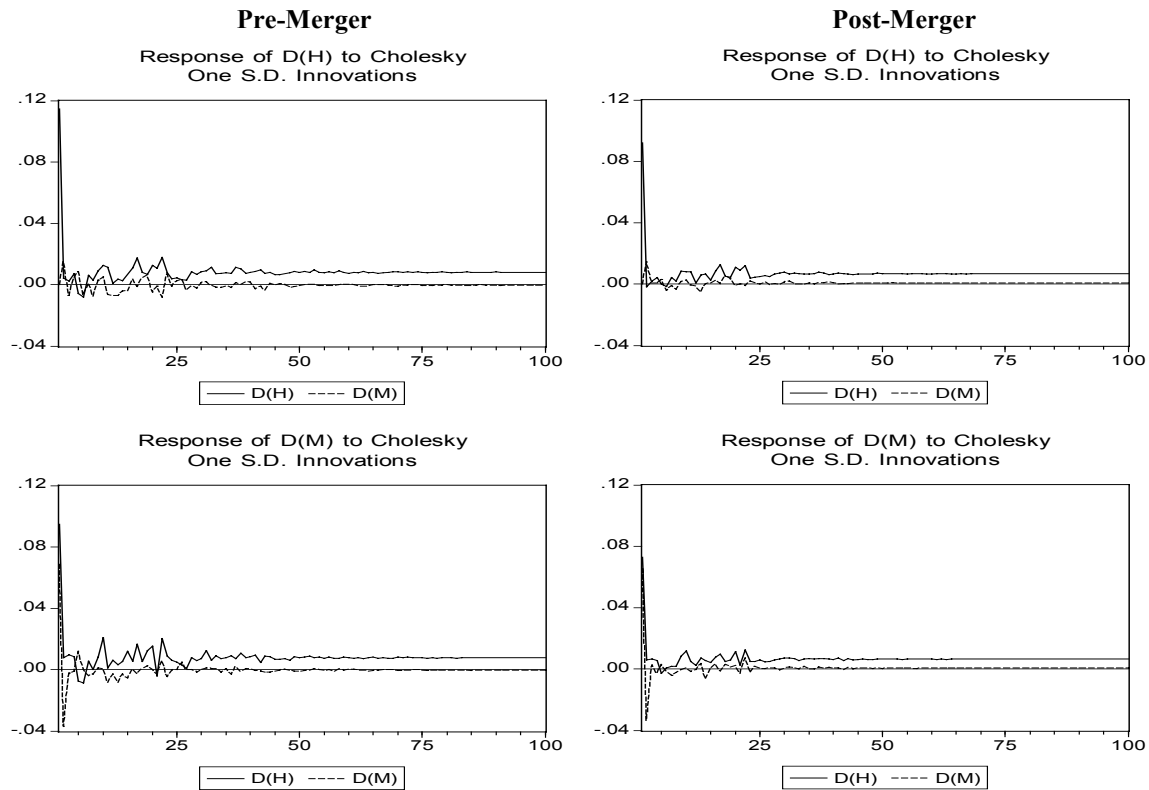 Pre-Merger
Post-Merger
Response of D(H) to Cholesky
One S.D. Innovations
.12
.08
.04
.00
-.04
25
50
75
100
D(H)
D(M)
Response of D(H) to Cholesky
One S.D. Innovations
.12
.08
.04
.00
-.04
25
50
75
100
D(H)
D(M)
Response of D(M) to Cholesky
One S.D. Innovations
.12
.08
.04
.00
-.04
25
50
75
100
D(H)
D(M)
Response of D(M) to Cholesky
One S.D. Innovations
.12
.08
.04
.00
-.04
25
50
75
100
D(H)
D(M)